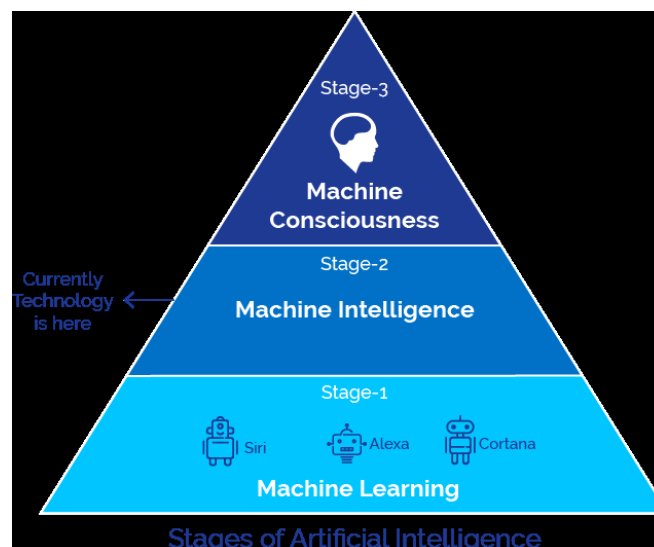 Stage-3
Machine
Consciousness
Stage-2
Currently
Technology
is here
Machine Intelligence
Stage-1
Siri
Alexa
Cortana
Machine Learning
Stages of Artificial Intelligence